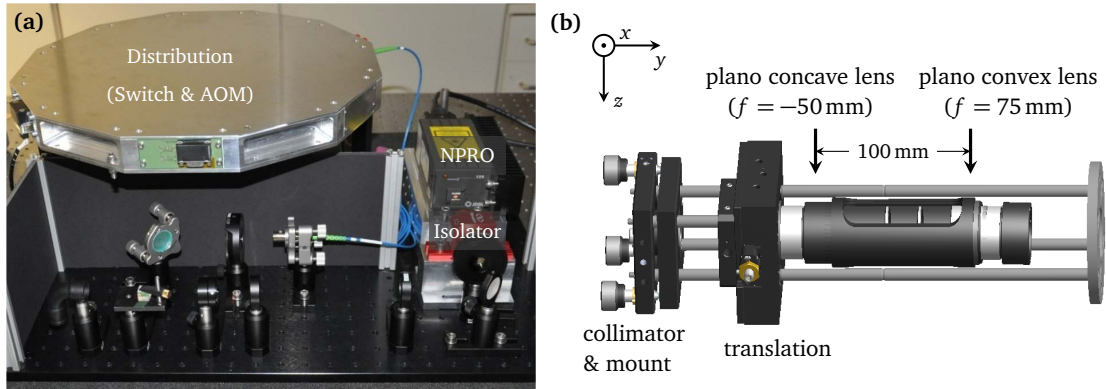 (a)
Distribution
(Switch & AOM)
NPRO
Isolator
(b)
x
y
z
plano concave lens
(f = −50 mm)
plano convex lens
(f = 75 mm)
100 mm
collimator
& mount
translation